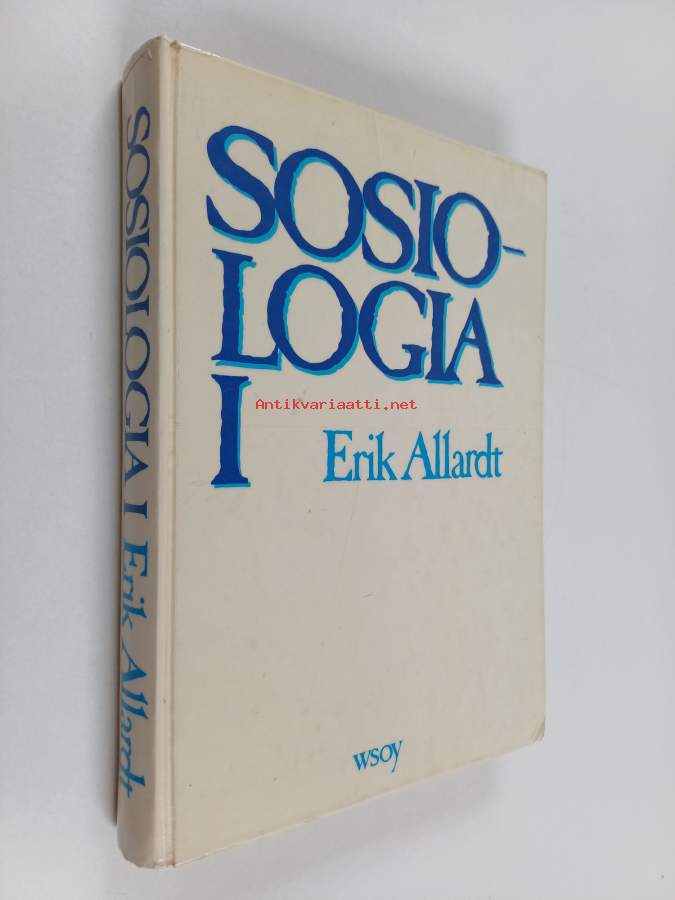 SOSIO-
LOGIA
I
Erik Allardt
wsoy
SOSIOLOGIA I Erik Allardt
Antikvariaatti.net